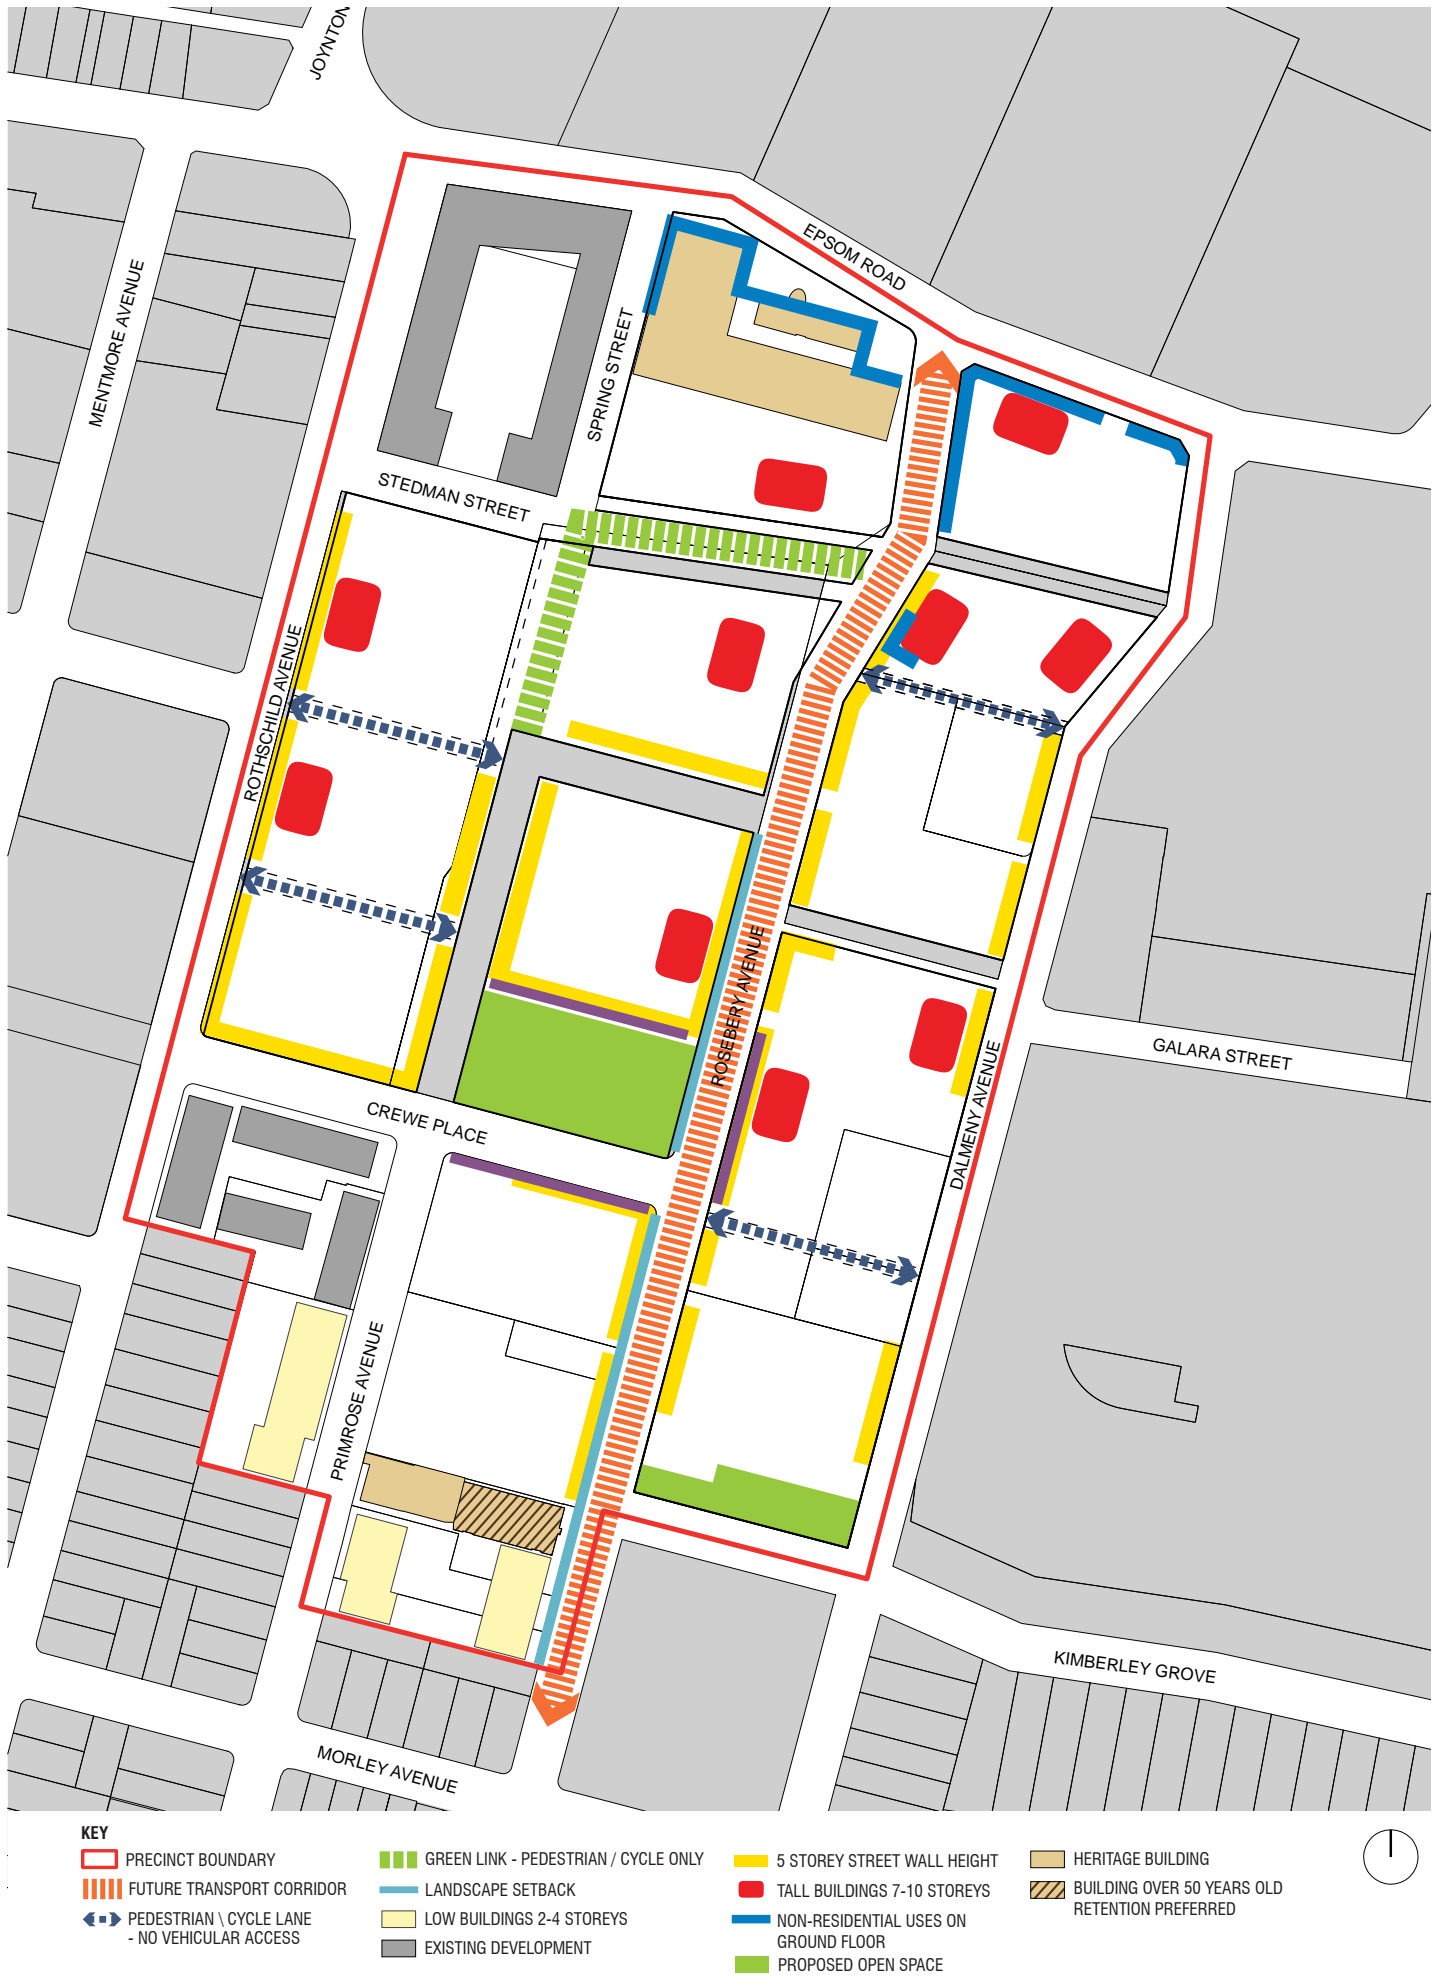 JOYNTON
EPSOM ROAD
MENTMORE AVENUE
SPRING STREET
STEDMAN STREET
ROTHSCHILD AVENUE
ROSEBERY AVENUE
GALARA STREET
DALMENY AVENUE
CREWE PLACE
PRIMROSE AVENUE
KIMBERLEY GROVE
MORLEY AVENUE
KEY
PRECINCT BOUNDARY
FUTURE TRANSPORT CORRIDOR
PEDESTRIAN \ CYCLE LANE
- NO VEHICULAR ACCESS
GREEN LINK - PEDESTRIAN / CYCLE ONLY
LANDSCAPE SETBACK
LOW BUILDINGS 2-4 STOREYS
EXISTING DEVELOPMENT
5 STOREY STREET WALL HEIGHT
TALL BUILDINGS 7-10 STOREYS
NON-RESIDENTIAL USES ON
GROUND FLOOR
PROPOSED OPEN SPACE
HERITAGE BUILDING
BUILDING OVER 50 YEARS OLD
RETENTION PREFERRED